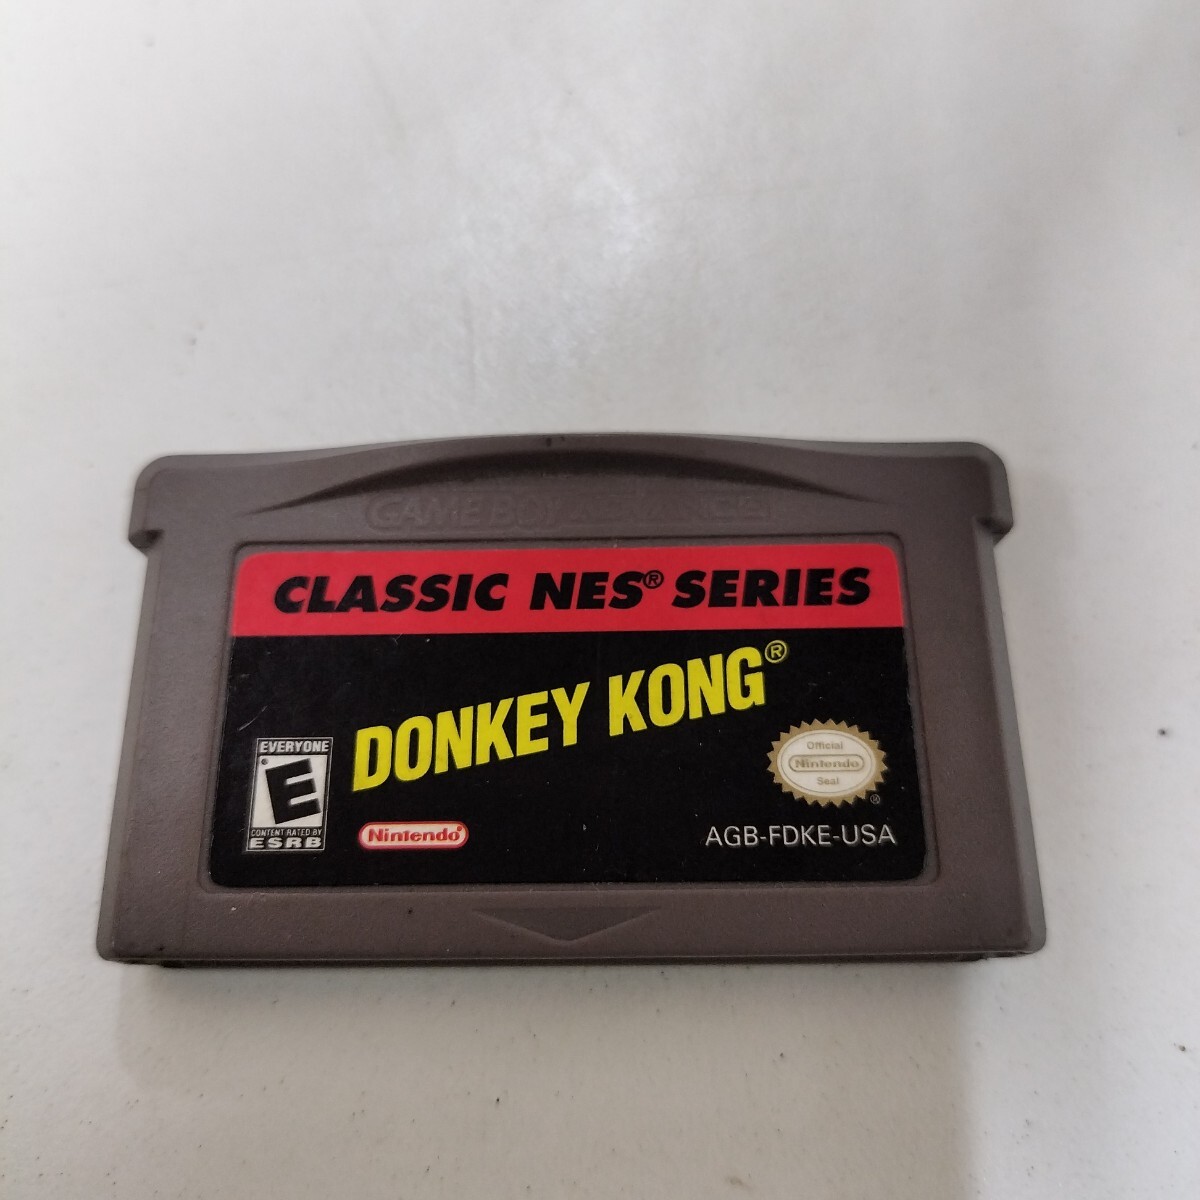 GAME BOY ADVANCE
CLASSIC NES® SERIES
DONKEY KONG®
EVERYONE
E
CONTENT RATED BY
ESRB
Nintendo®
Official
Nintendo
Seal
®
AGB-FDKE-USA